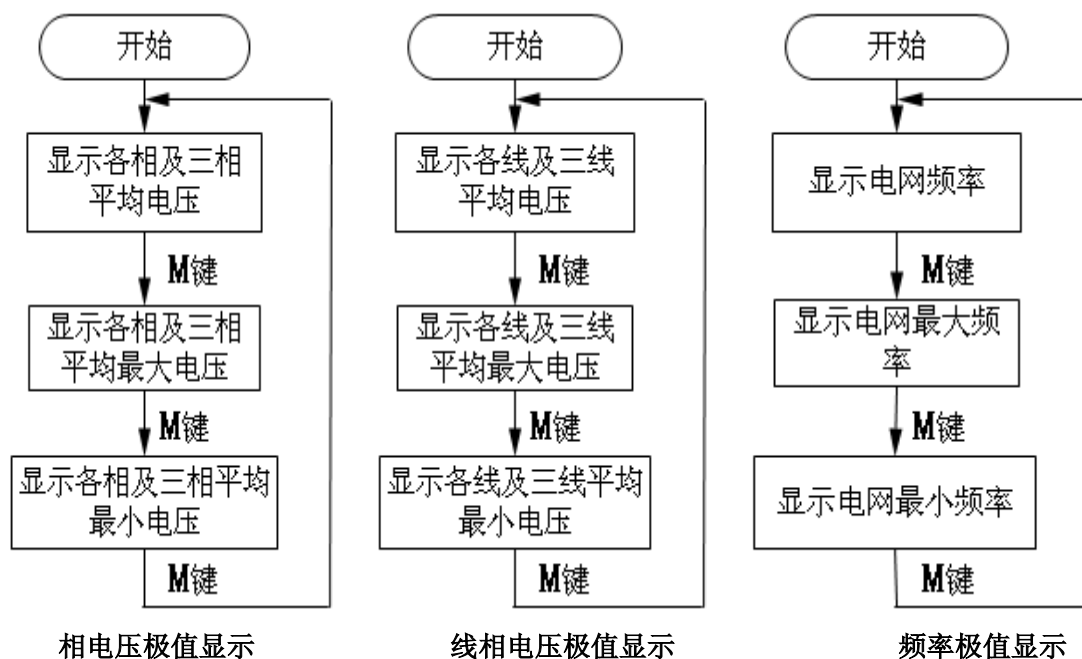 开始
显示各相及三相
平均电压
M键
显示各相及三相
平均最大电压
M键
显示各相及三相平均
最小电压
M键
相电压极值显示
开始
显示各线及三线
平均电压
M键
显示各线及三线
平均最大电压
M键
显示各线及三线平均
最小电压
M键
线相电压极值显示
开始
显示电网频率
M键
显示电网最大频
率
M键
显示电网最小频率
M键
频率极值显示